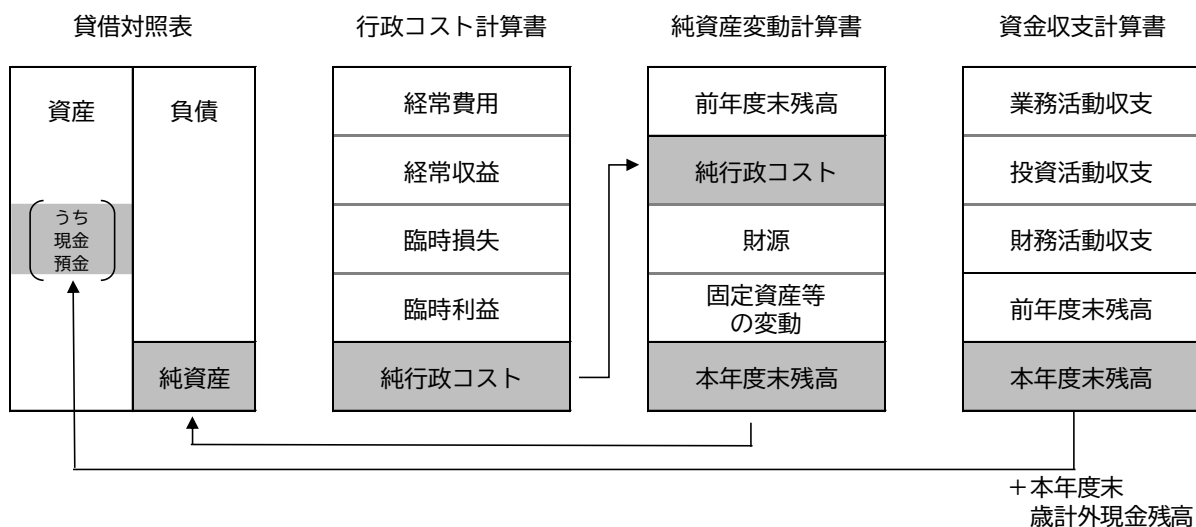 貸借対照表
資産
負債
うち
現金
預金
純資産
行政コスト計算書
経常費用
経常収益
臨時損失
臨時利益
純行政コスト
純資産変動計算書
前年度末残高
純行政コスト
財源
固定資産等
の変動
本年度末残高
資金収支計算書
業務活動収支
投資活動収支
財務活動収支
前年度末残高
本年度末残高
＋本年度末
歳計外現金残高